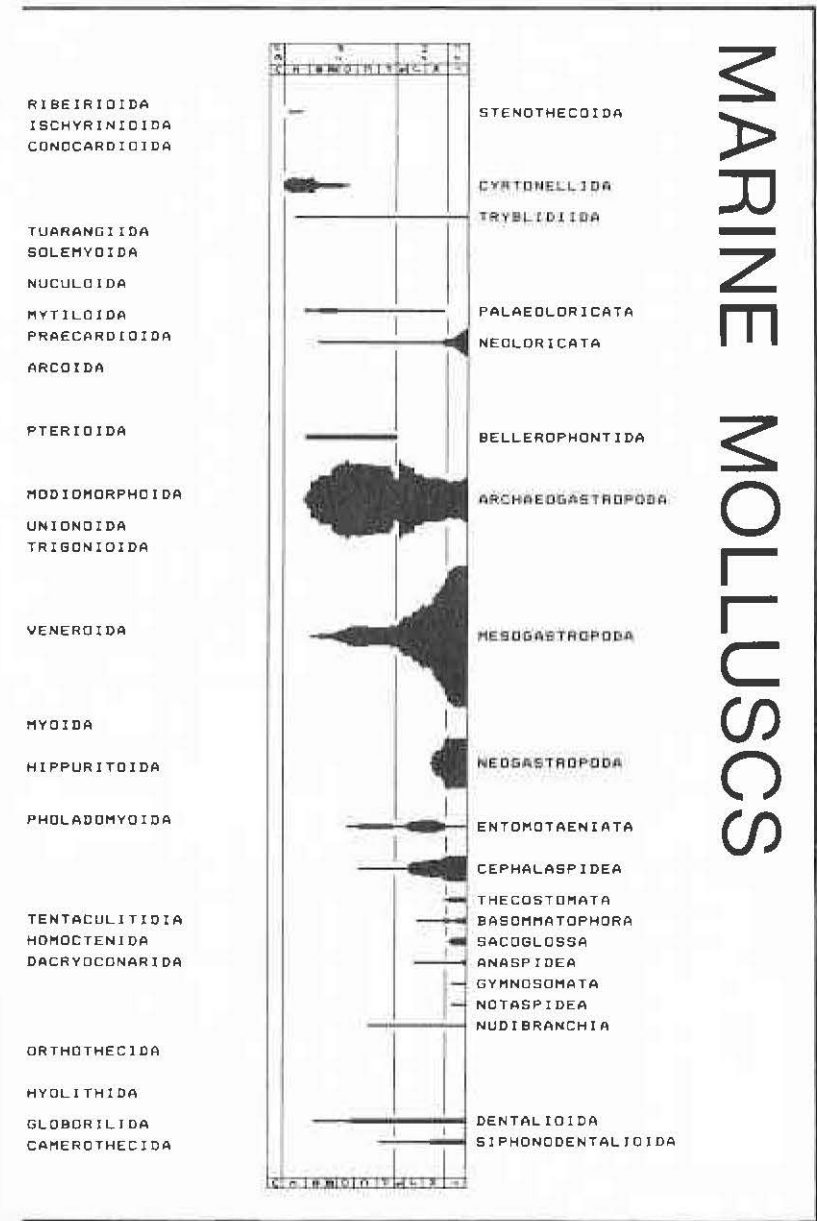 RIBEIRIOIDA
ISCHYRINIOIDA
CONOCARDIOIDA
TUARANGIIDA
SOLEMYOIDA
NUCULOIDA
MYTILOIDA
PRAECARDIOIDA
ARCOIDA
PTERIOIDA
MODIOMORPHOIDA
UNIONOIDA
TRIGONIOIDA
VENEROIDA
MYOIDA
HIPPURITOIDA
PHOLADOMYOIDA
TENTACULITIDIA
HOMOCTENIDA
DACRYOCONARIDA
ORTHOTHECIDA
HYOLITHIDA
GLOBORILIDA
CAMEROTHECIDA
STENOTHECOIDA
CYRTONELLIDA
TRYBLIDIIDA
PALAEOLORICATA
NEOLORICATA
BELLEROPHONTIDA
ARCHAEOGASTROPODA
MESOGASTROPODA
NEOGASTROPODA
ENTOMOTAENIATA
CEPHALASPIDEA
THECOSTOMATA
BASOMMATOPHORA
SACOGLOSSA
ANASPIDEA
GYMNOSOMATA
NOTASPIDEA
NUDIBRANCHIA
DENTALIOIDA
SIPHONODENTALIOIDA
MARINE MOLLUSCS